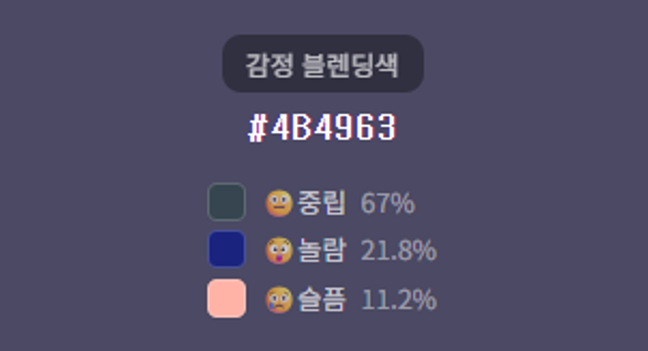 감정 블렌딩색
#4B4963
😐 중립 67%
😲 놀람 21.8%
😢 슬픔 11.2%